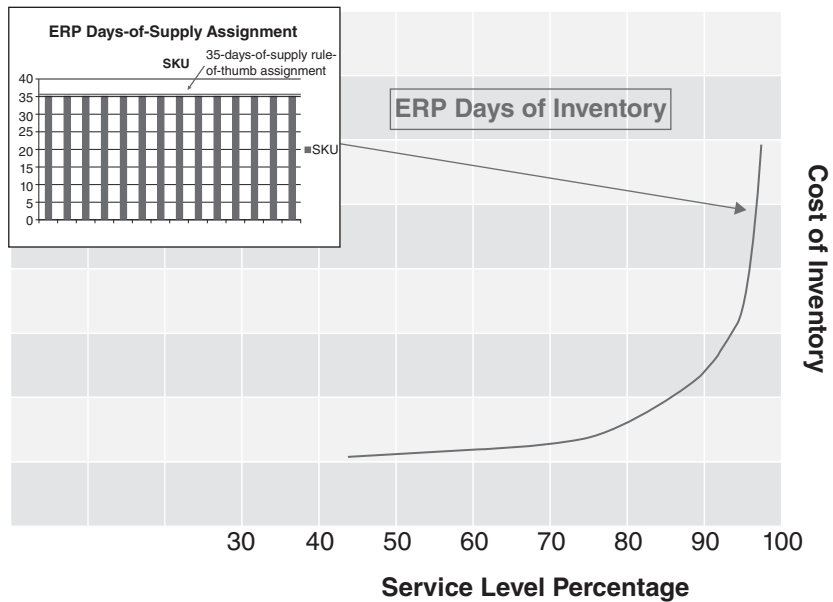 ERP Days-of-Supply Assignment
SKU
35-days-of-supply rule-
of-thumb assignment
40
35
30
25
20
15
10
5
0
SKU
ERP Days of Inventory
Cost of Inventory
30 40 50 60 70 80 90 100
Service Level Percentage